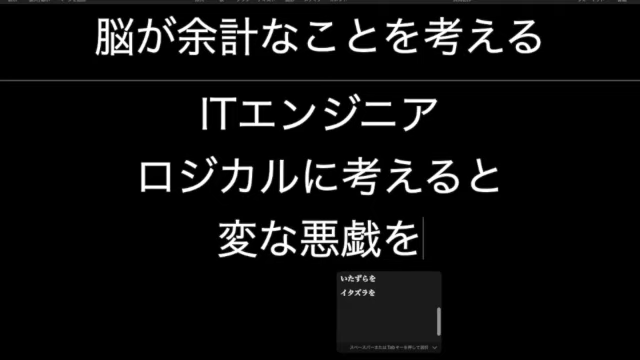 脳が余計なことを考える
ITエンジニア
ロジカルに考えると
変な悪戯を
いたずらを
イタズラを